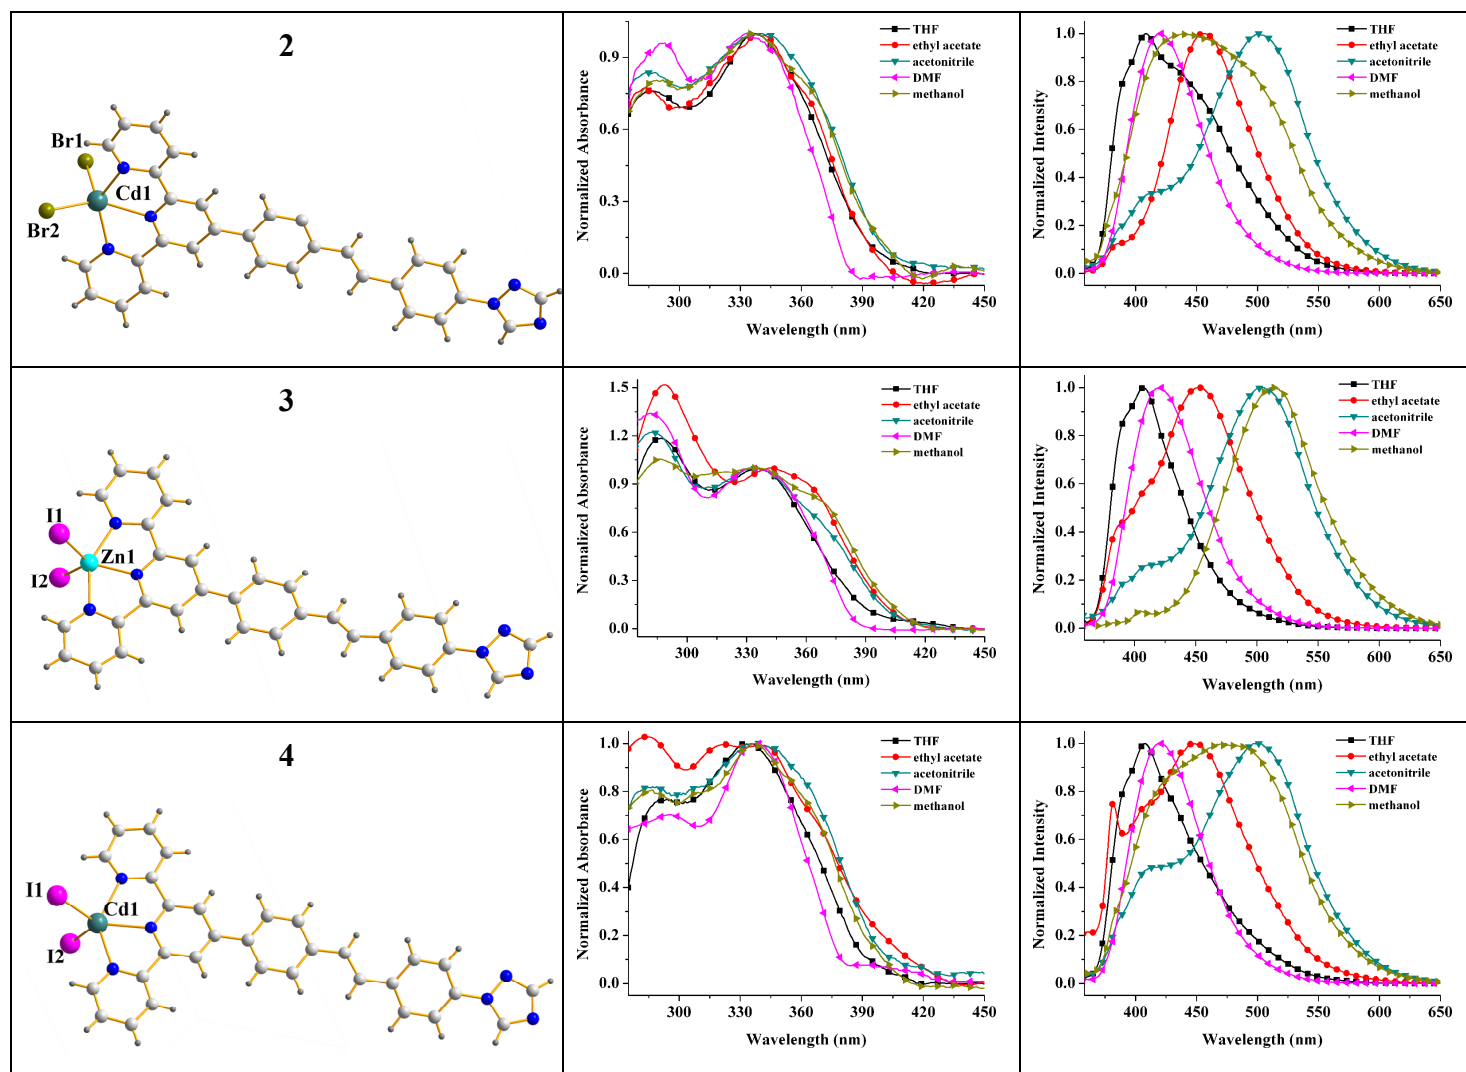 2
Br1
Cd1
Br2
Normalized Absorbance
0.9
0.6
0.3
0.0
THF
ethyl acetate
acetonitrile
DMF
methanol
300 330 360 390 420 450
Wavelength (nm)
Normalized Intensity
1.0
0.8
0.6
0.4
0.2
0.0
THF
ethyl acetate
acetonitrile
DMF
methanol
400 450 500 550 600 650
Wavelength (nm)
3
I1
Zn1
I2
Normalized Absorbance
1.5
1.2
0.9
0.6
0.3
0.0
THF
ethyl acetate
acetonitrile
DMF
methanol
300 330 360 390 420 450
Wavelength (nm)
Normalized Intensity
1.0
0.8
0.6
0.4
0.2
0.0
THF
ethyl acetate
acetonitrile
DMF
methanol
400 450 500 550 600 650
Wavelength (nm)
4
I1
Cd1
I2
Normalized Absorbance
1.0
0.8
0.6
0.4
0.2
0.0
THF
ethyl acetate
acetonitrile
DMF
methanol
300 330 360 390 420 450
Wavelength (nm)
Normalized Intensity
1.0
0.8
0.6
0.4
0.2
0.0
THF
ethyl acetate
acetonitrile
DMF
methanol
400 450 500 550 600 650
Wavelength (nm)